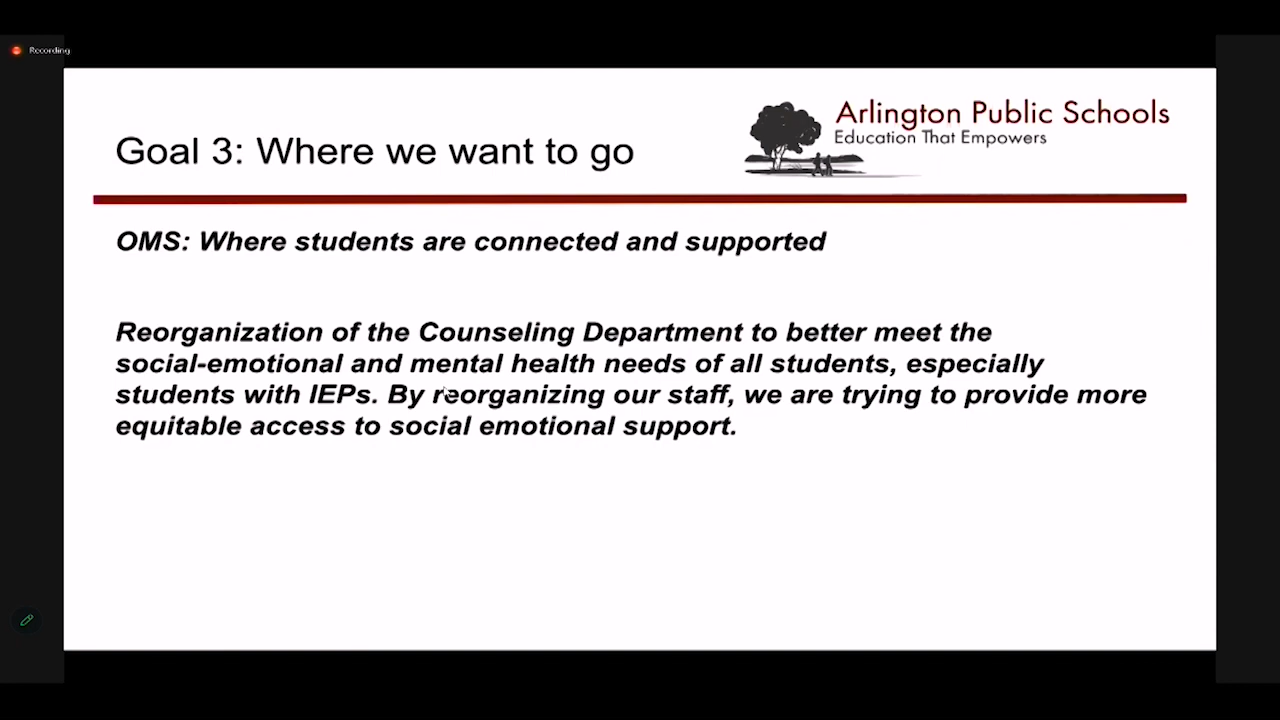 Recording
Arlington Public Schools
Education That Empowers
Goal 3: Where we want to go
OMS: Where students are connected and supported
Reorganization of the Counseling Department to better meet the
social-emotional and mental health needs of all students, especially
students with IEPs. By reorganizing our staff, we are trying to provide more
equitable access to social emotional support.